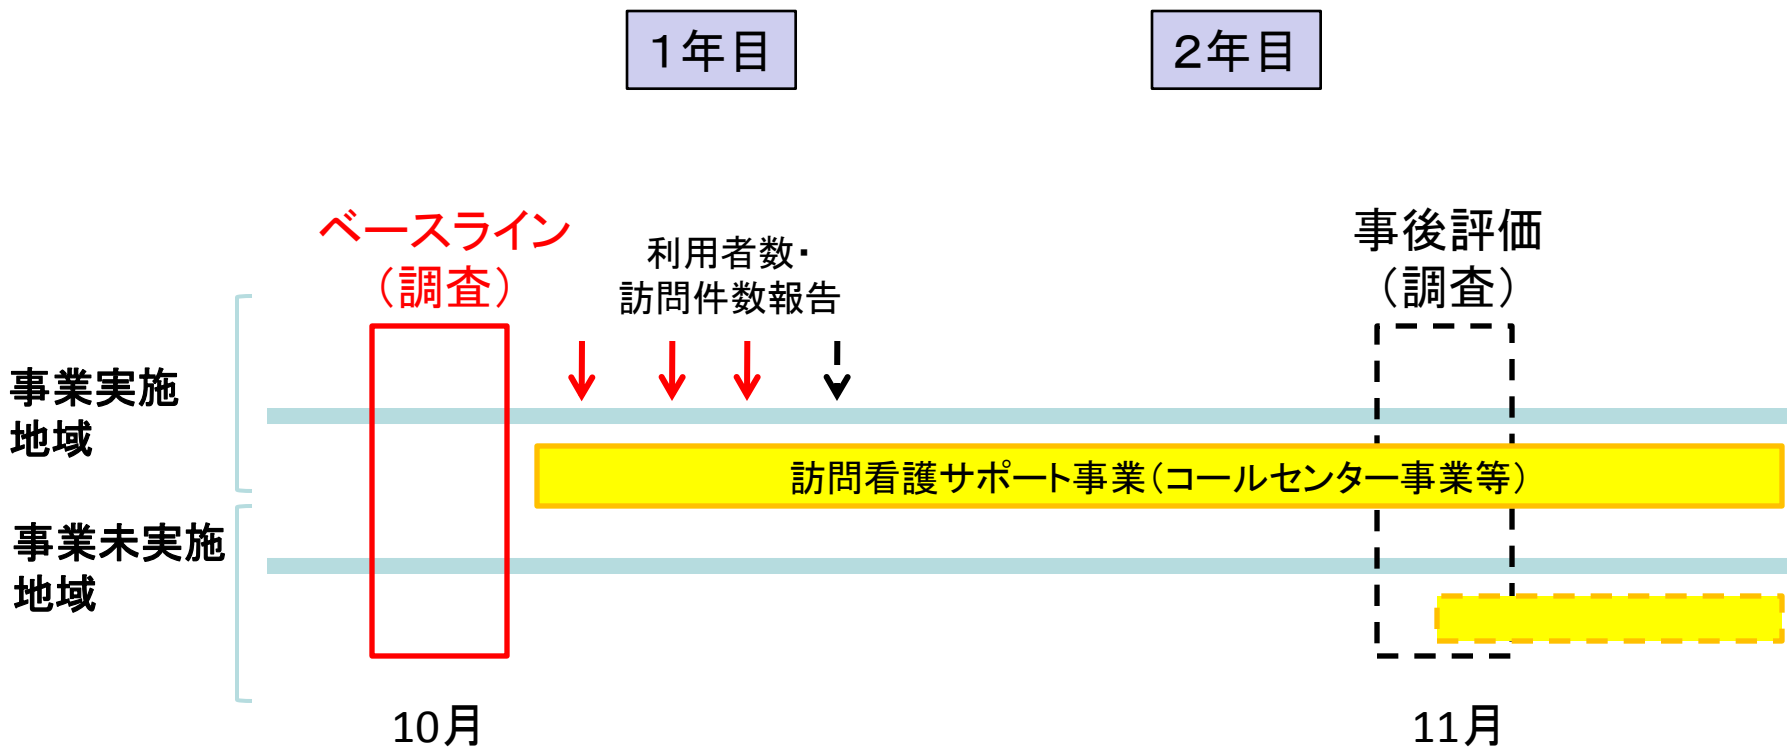 １年目
２年目
ベースライン
（調査）
利用者数・
訪問件数報告
事後評価
（調査）
事業実施
地域
訪問看護サポート事業（コールセンター事業等）
事業未実施
地域
10月
11月